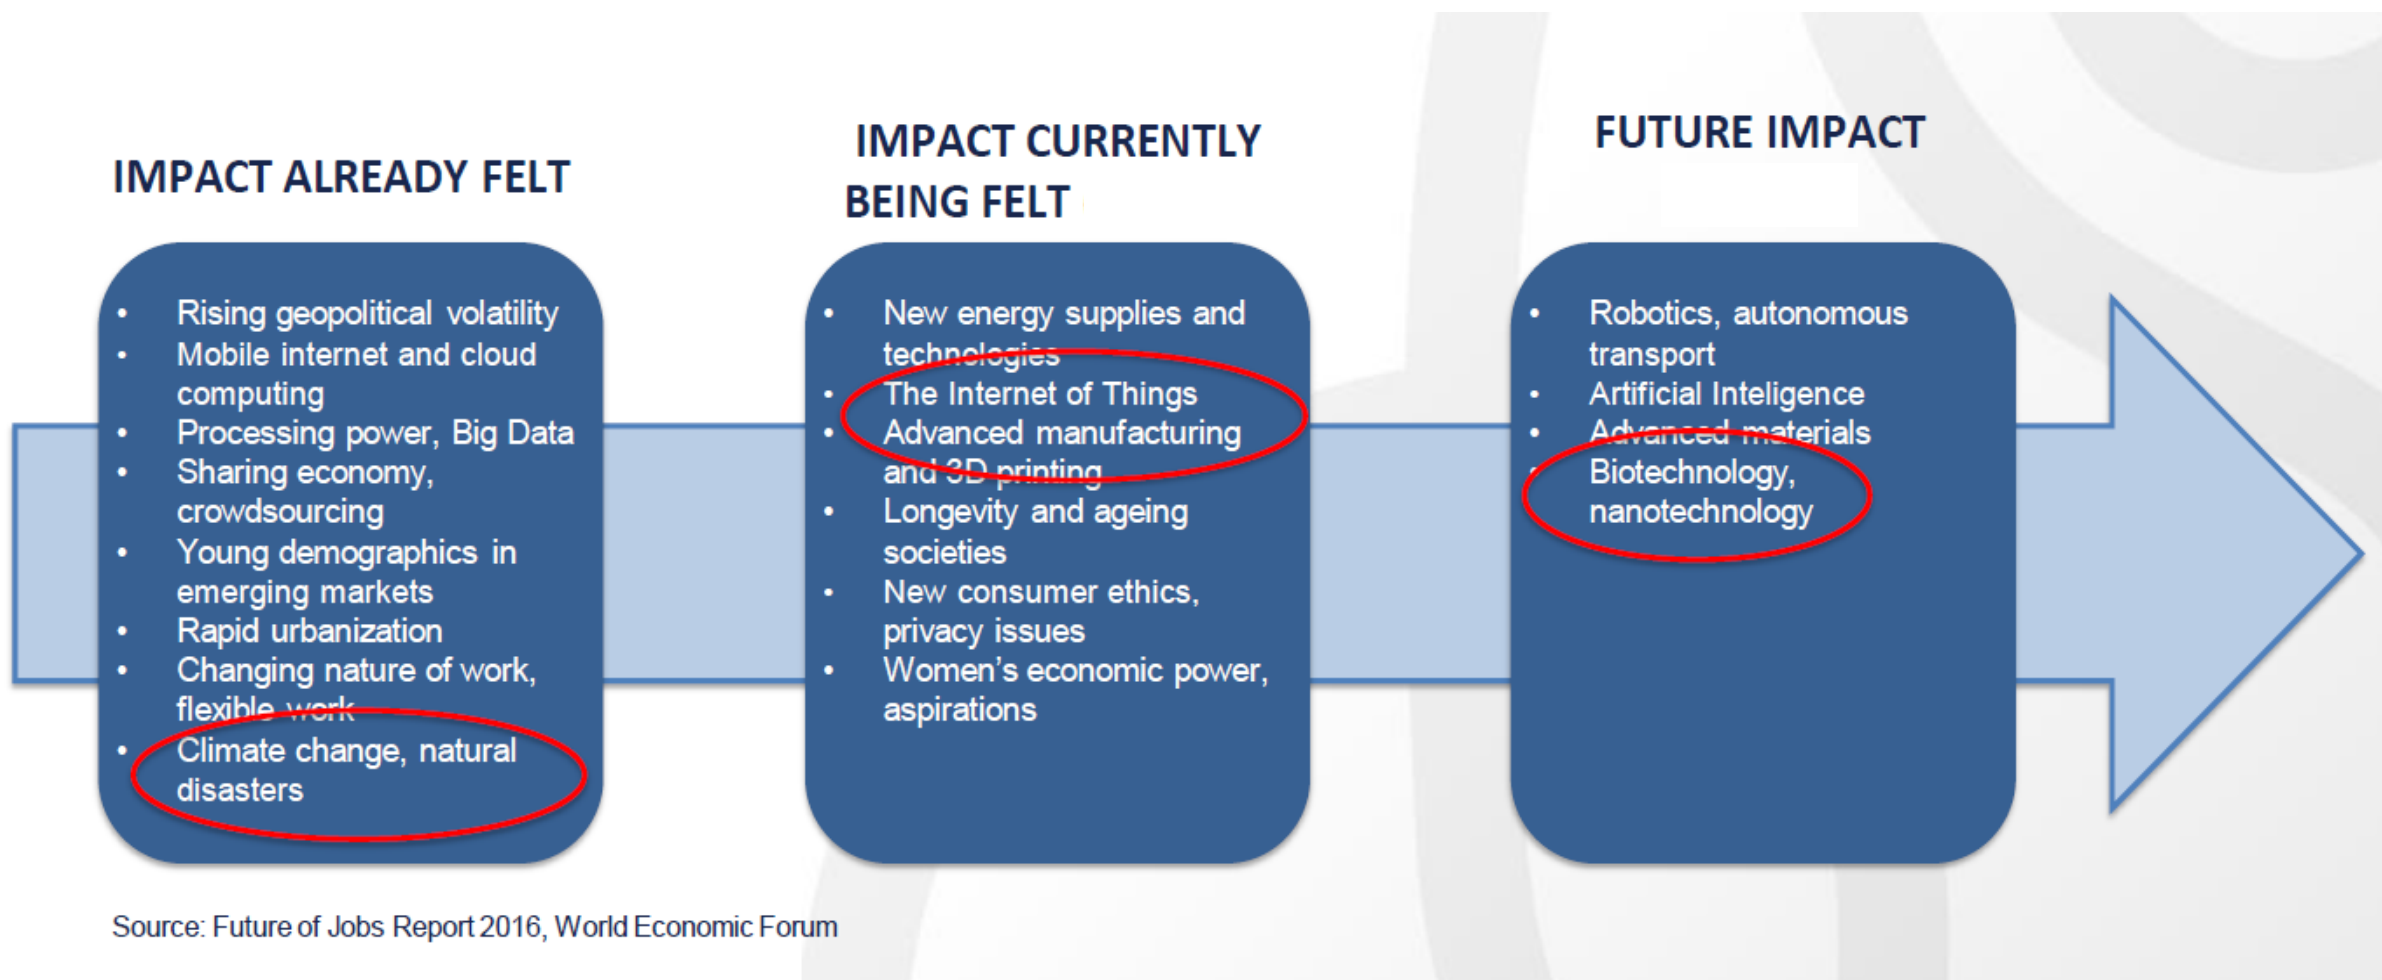 IMPACT ALREADY FELT
• Rising geopolitical volatility
• Mobile internet and cloud
computing
• Processing power, Big Data
• Sharing economy,
crowdsourcing
• Young demographics in
emerging markets
• Rapid urbanization
• Changing nature of work,
flexible work
• Climate change, natural
disasters
IMPACT CURRENTLY
BEING FELT
• New energy supplies and
technologies
• The Internet of Things
• Advanced manufacturing
and 3D printing
• Longevity and ageing
societies
• New consumer ethics,
privacy issues
• Women's economic power,
aspirations
FUTURE IMPACT
• Robotics, autonomous
transport
• Artificial Inteligence
• Advanced materials
• Biotechnology,
nanotechnology
Source: Future of Jobs Report 2016, World Economic Forum